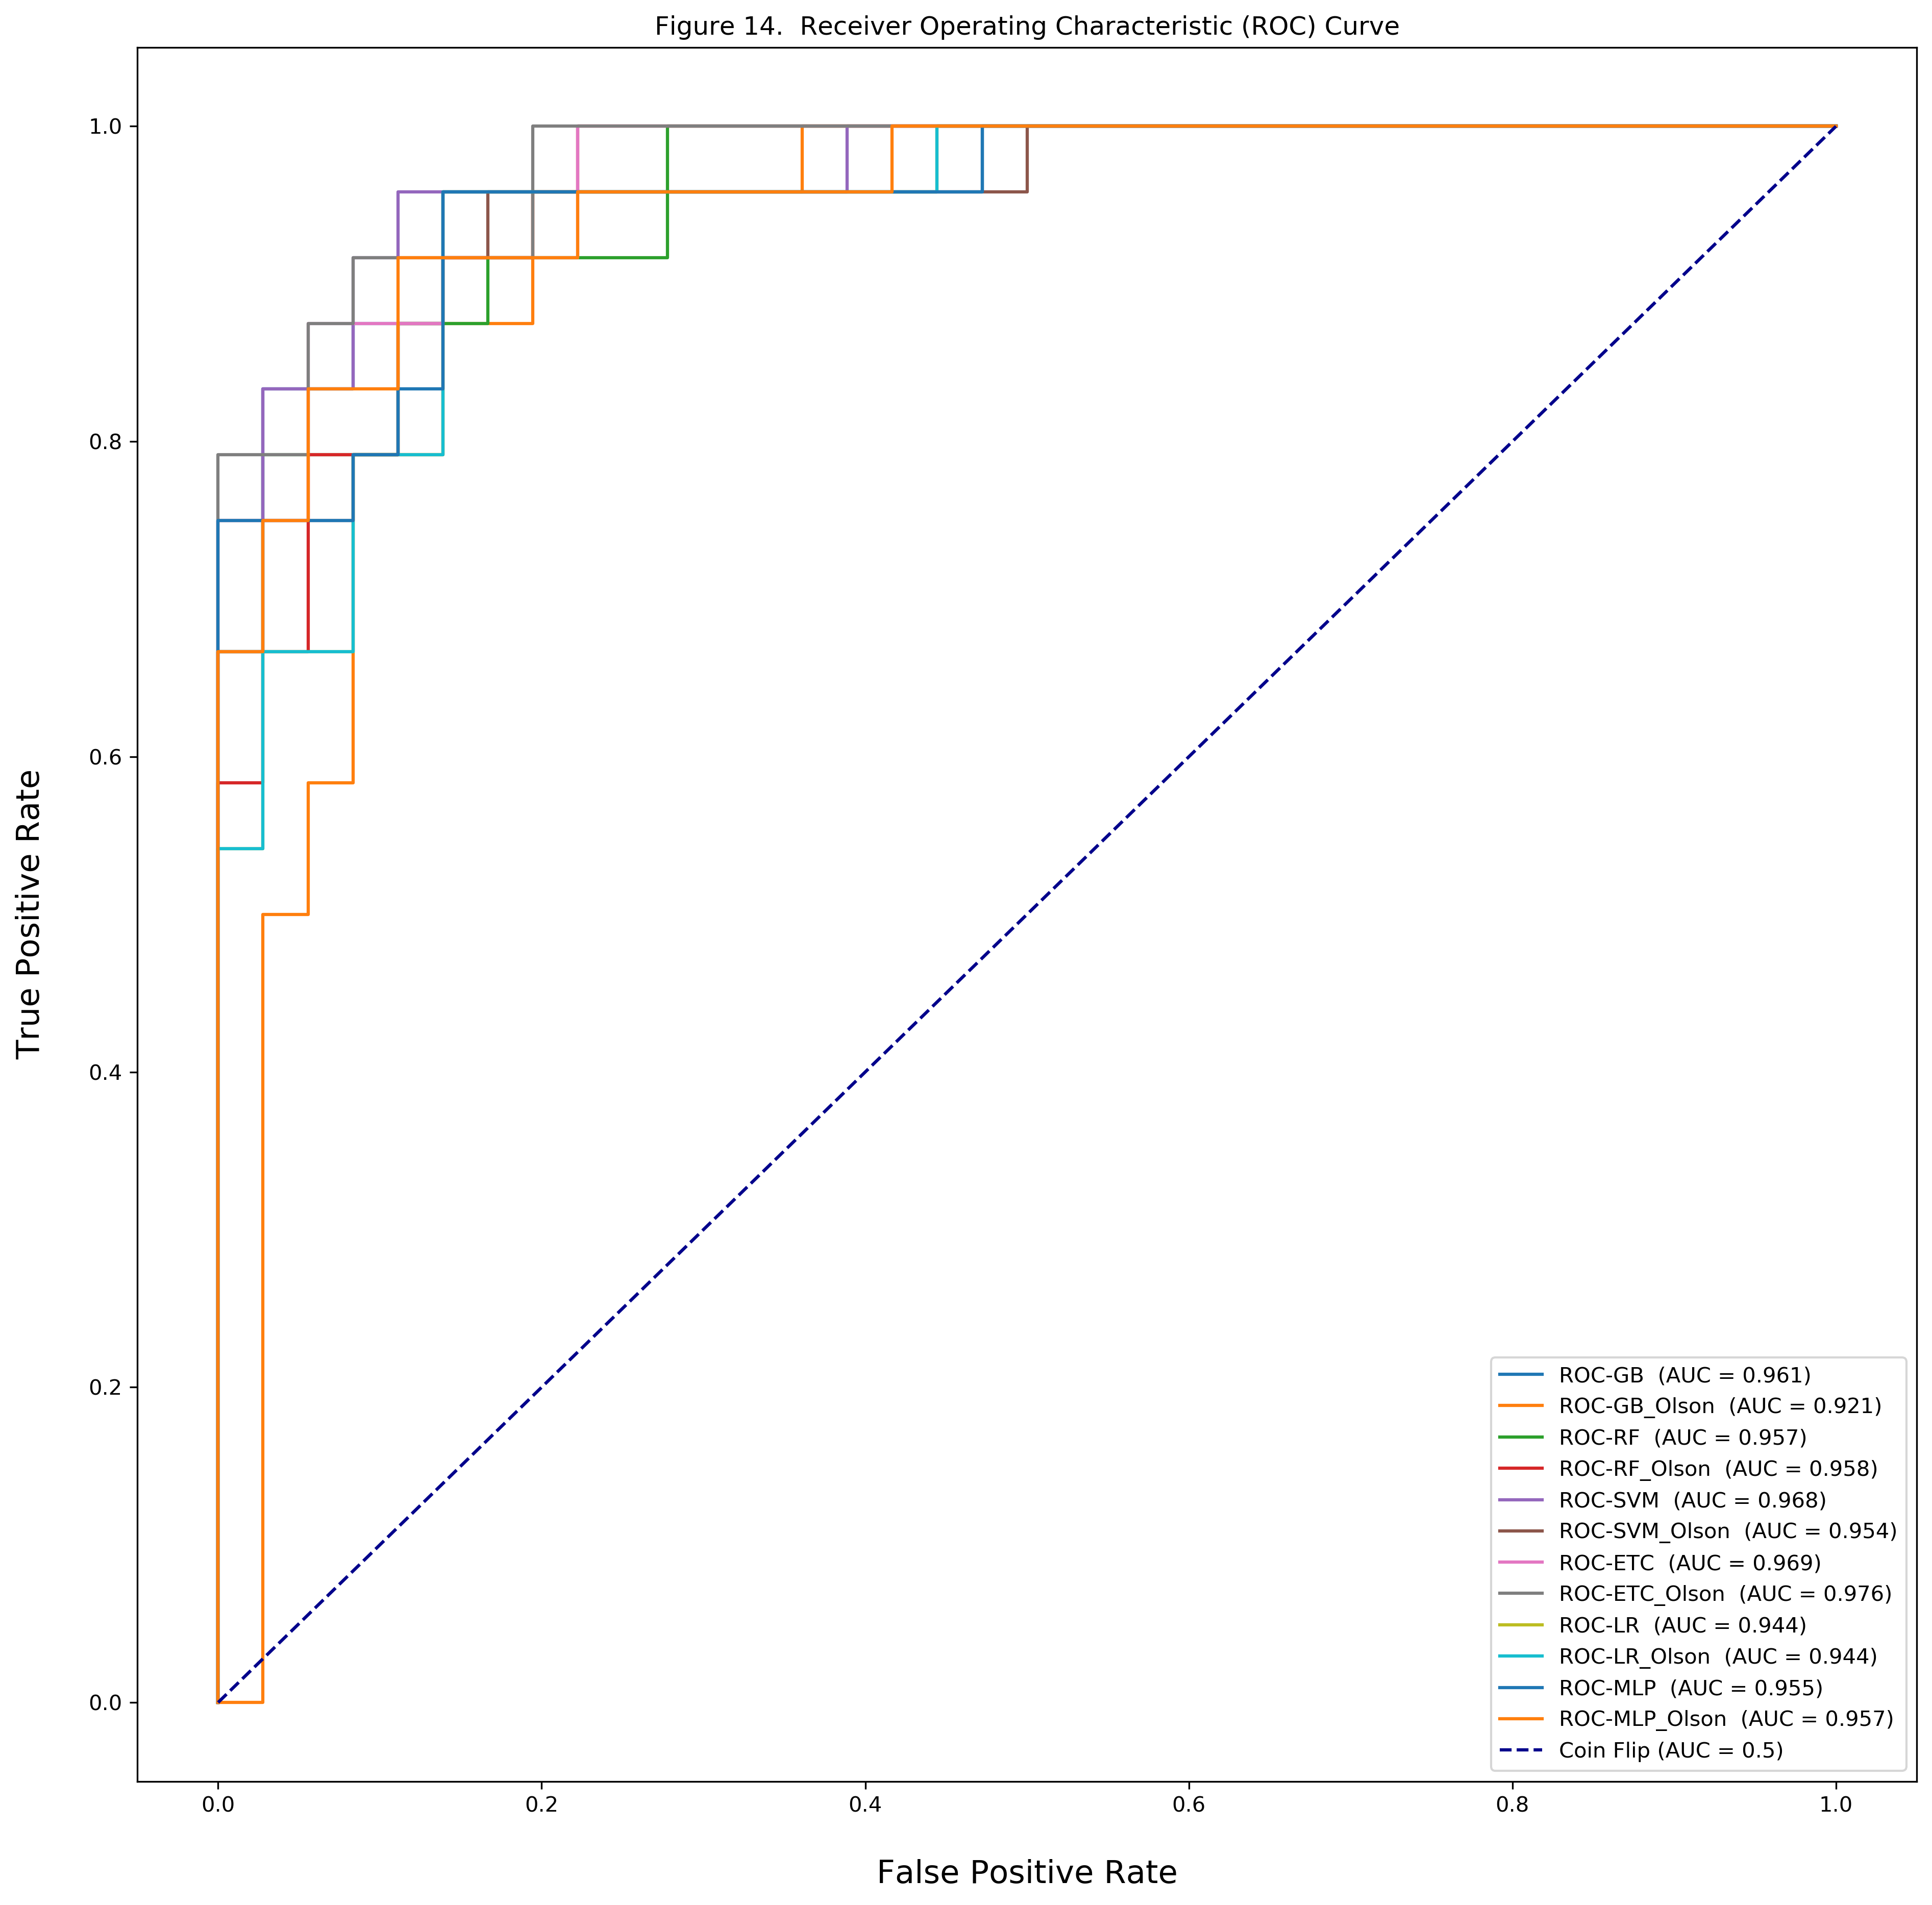 Figure 14.  Receiver Operating Characteristic (ROC) Curve
1.0
0.8
0.6
0.4
0.2
0.0
True Positive Rate
0.0 0.2 0.4 0.6 0.8 1.0
False Positive Rate
ROC-GB  (AUC = 0.961)
ROC-GB_Olson  (AUC = 0.921)
ROC-RF  (AUC = 0.957)
ROC-RF_Olson  (AUC = 0.958)
ROC-SVM  (AUC = 0.968)
ROC-SVM_Olson  (AUC = 0.954)
ROC-ETC  (AUC = 0.969)
ROC-ETC_Olson  (AUC = 0.976)
ROC-LR  (AUC = 0.944)
ROC-LR_Olson  (AUC = 0.944)
ROC-MLP  (AUC = 0.955)
ROC-MLP_Olson  (AUC = 0.957)
Coin Flip (AUC = 0.5)